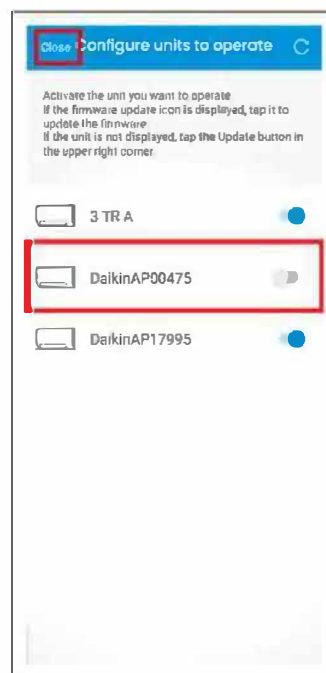 Close Configure units to operate
Activate the unit you want to operate
If the firmware update icon is displayed, tap it to
update the firmware
If the unit is not displayed, tap the Update button in
the upper right corner.
3 TR A
DaikinAP00475
DaikinAP17995